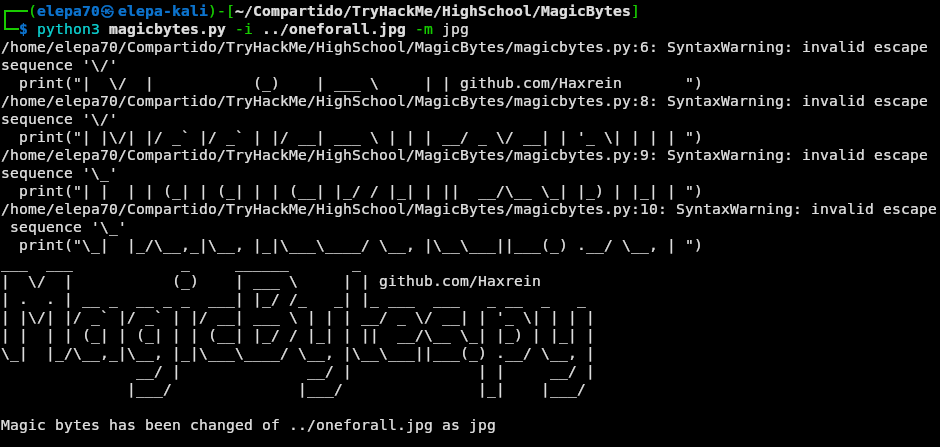 ┌──(elepa70㉿elepa-kali)-[~/Compartido/TryHackMe/HighSchool/MagicBytes]
└─$ python3 magicbytes.py -i ../oneforall.jpg -m jpg
/home/elepa70/Compartido/TryHackMe/HighSchool/MagicBytes/magicbytes.py:6: SyntaxWarning: invalid escape
sequence '\/'
  print("|  \/  |           (_)    | ___ \     | | github.com/Haxrein       ")
/home/elepa70/Compartido/TryHackMe/HighSchool/MagicBytes/magicbytes.py:8: SyntaxWarning: invalid escape
sequence '\/'
  print("| |\/| |/ _` |/ _` | |/ __| ___ \ | | | __/ _ \/ __| | '_ \| | | | ")
/home/elepa70/Compartido/TryHackMe/HighSchool/MagicBytes/magicbytes.py:9: SyntaxWarning: invalid escape
sequence '\_'
  print("| |  | | (_| | (_| | | (__| |_/ / |_| | ||  __/\__ \_| |_) | |_| | ")
/home/elepa70/Compartido/TryHackMe/HighSchool/MagicBytes/magicbytes.py:10: SyntaxWarning: invalid escape
 sequence '\_'
  print("\_|  |_/\__,_|\__, |_|\___\____/ \__, |\__\___||___(_) .__/ \__, | ")
___  ___            _     ______       _
|  \/  |           (_)    | ___ \     | | github.com/Haxrein
| .  . | __ _  __ _ _  ___| |_/ /_   _| |_ ___  ___   _ __  _   _
| |\/| |/ _` |/ _` | |/ __| ___ \ | | | __/ _ \/ __| | '_ \| | | |
| |  | | (_| | (_| | | (__| |_/ / |_| | ||  __/\__ \_| |_) | |_| |
\_|  |_/\__,_|\__, |_|\___\____/ \__, |\__\___||___(_) .__/ \__, |
               __/ |              __/ |              | |     __/ |
              |___/              |___/               |_|    |___/
Magic bytes has been changed of ../oneforall.jpg as jpg